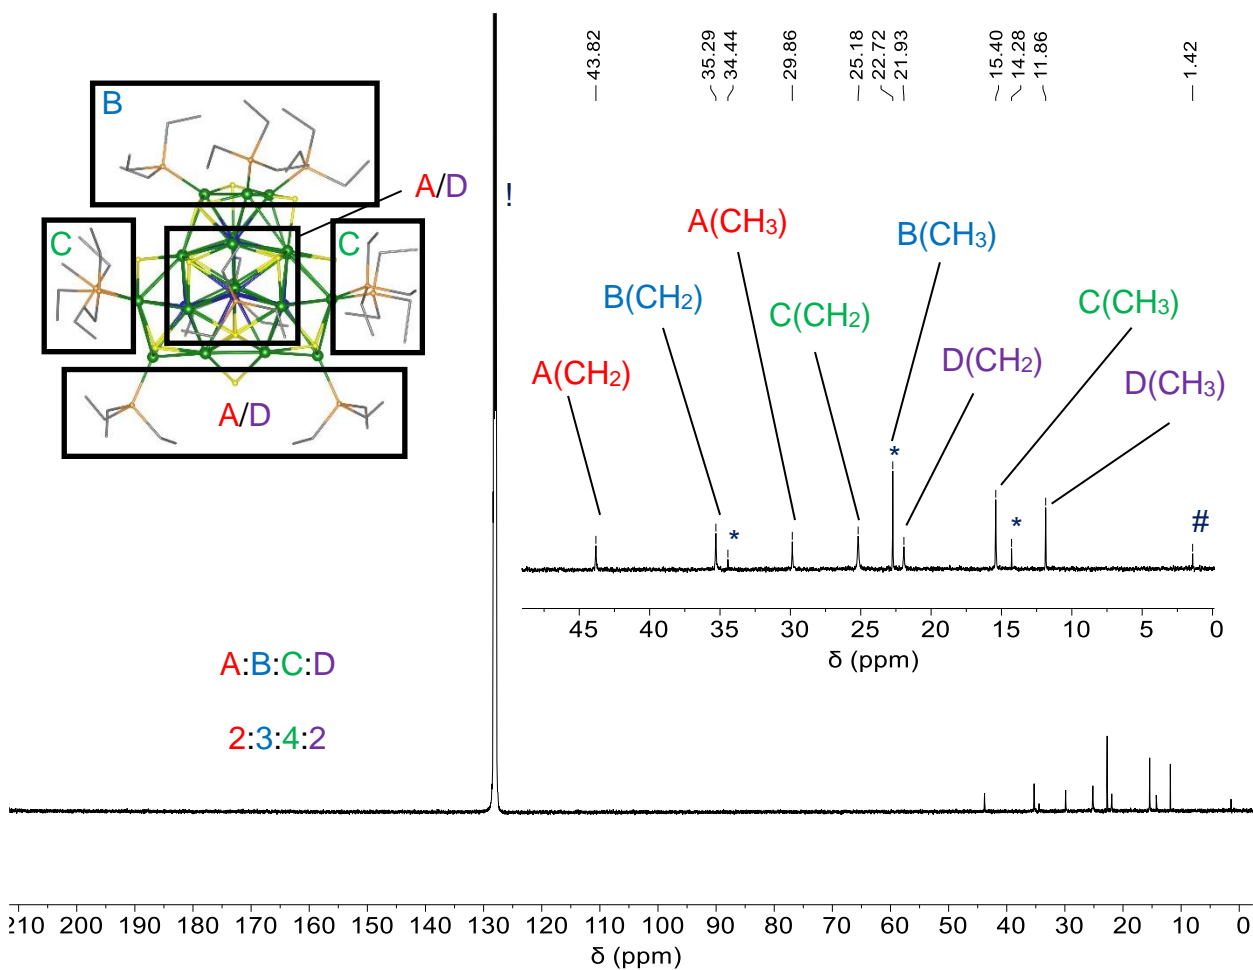 43.82
35.29
34.44
29.86
25.18
22.72
21.93
15.40
14.28
11.86
1.42
B
A/D
!
C
C
A/D
A(CH3)
B(CH3)
B(CH2)
C(CH2)
C(CH3)
A(CH2)
D(CH2)
D(CH3)
*
*
*
#
45 40 35 30 25 20 15 10 5 0
δ (ppm)
A:B:C:D
2:3:4:2
210 200 190 180 170 160 150 140 130 120 110 100 90 80 70 60 50 40 30 20 10 0
δ (ppm)